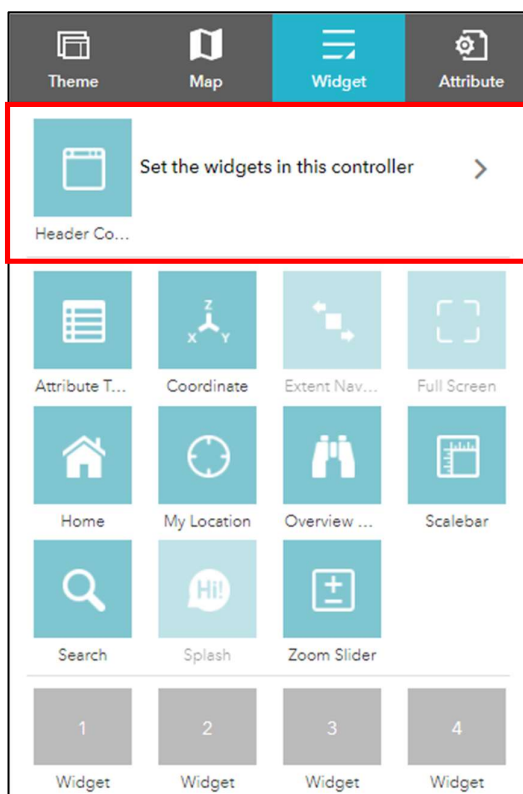 Theme Map Widget Attribute
Set the widgets in this controller
Header Co...
Z
X Y
Attribute T... Coordinate Extent Nav... Full Screen
Home My Location Overview ... Scalebar
Hi!
Search Splash Zoom Slider
1 2 3 4
Widget Widget Widget Widget